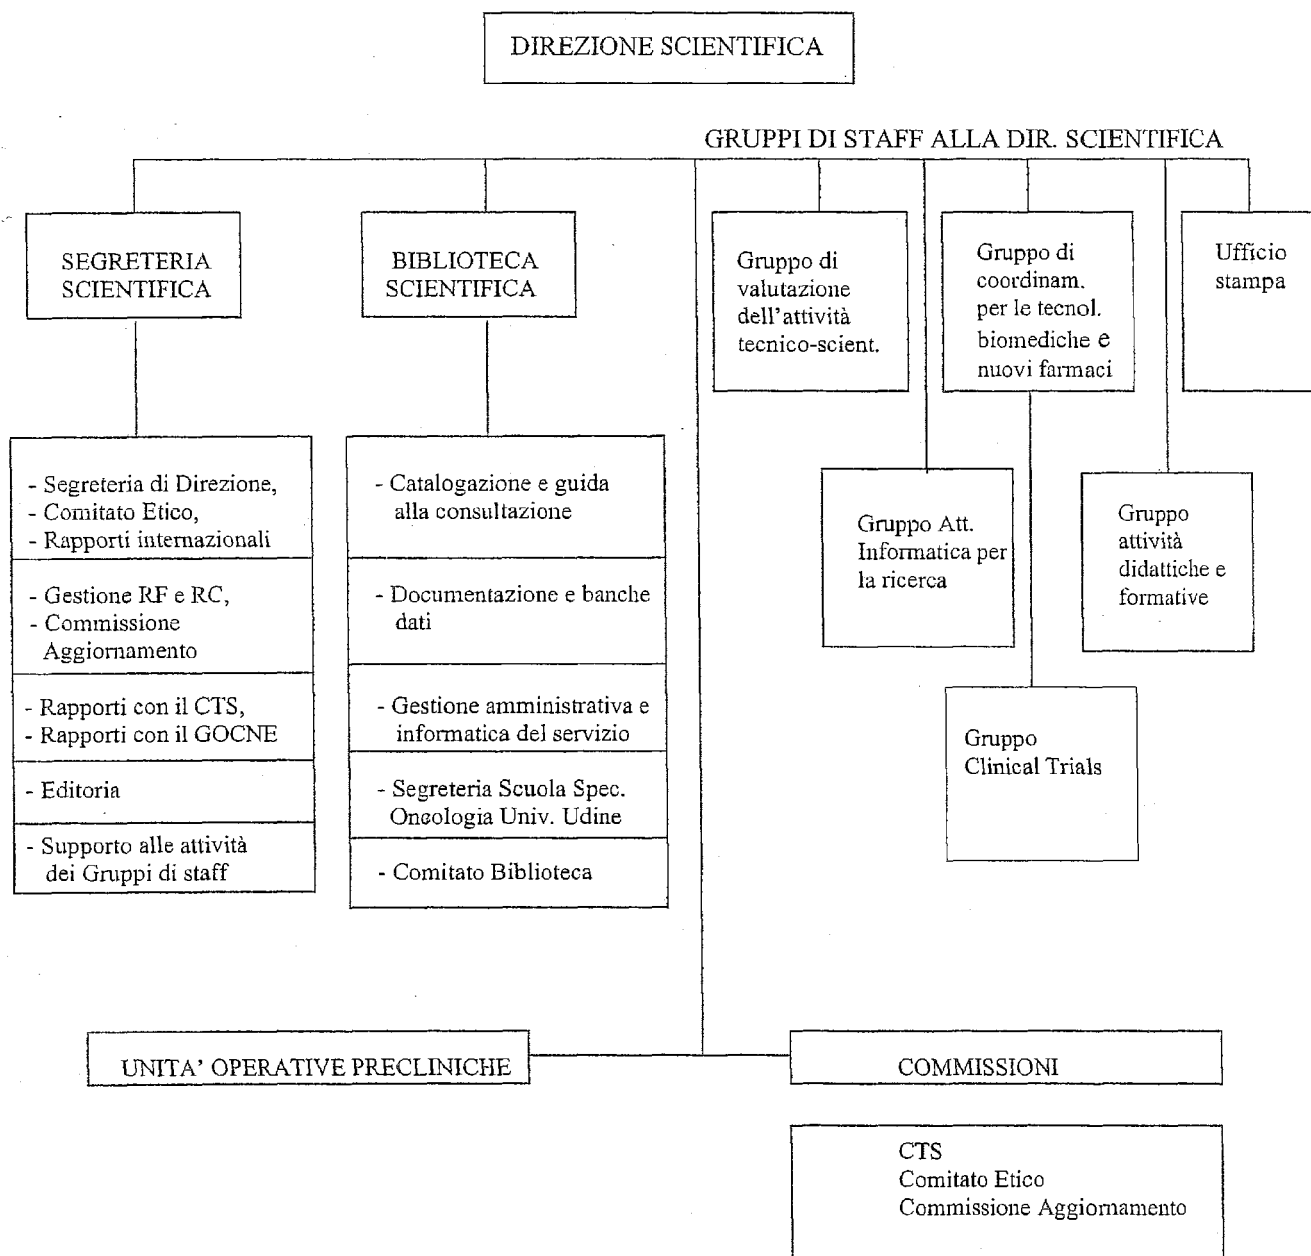 DIREZIONE SCIENTIFICA
GRUPPI DI STAFF ALLA DIR. SCIENTIFICA
SEGRETERIA
SCIENTIFICA
BIBLIOTECA
SCIENTIFICA
Gruppo di
valutazione
dell'attività
tecnico-scient.
Gruppo di
coordinam.
per le tecnol.
biomediche e
nuovi farmaci
Ufficio
stampa
- Segreteria di Direzione,
- Comitato Etico,
- Rapporti internazionali
- Gestione RF e RC,
- Commissione
Aggiornamento
- Rapporti con il CTS,
- Rapporti con il GOCNE
- Editoria
- Supporto alle attività
dei Gruppi di staff
- Catalogazione e guida
alla consultazione
- Documentazione e banche
dati
- Gestione amministrativa e
informatica del servizio
- Segreteria Scuola Spec.
Oncologia Univ. Udine
- Comitato Biblioteca
Gruppo Att.
Informatica per
la ricerca
Gruppo
attività
didattiche e
formative
Gruppo
Clinical Trials
UNITA' OPERATIVE PRECLINICHE
COMMISSIONI
CTS
Comitato Etico
Commissione Aggiornamento